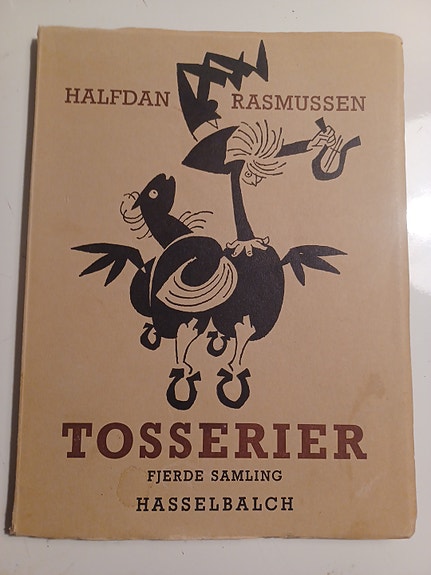 HALFDAN RASMUSSEN
TOSSERIER
FJERDE SAMLING
HASSELBALCH